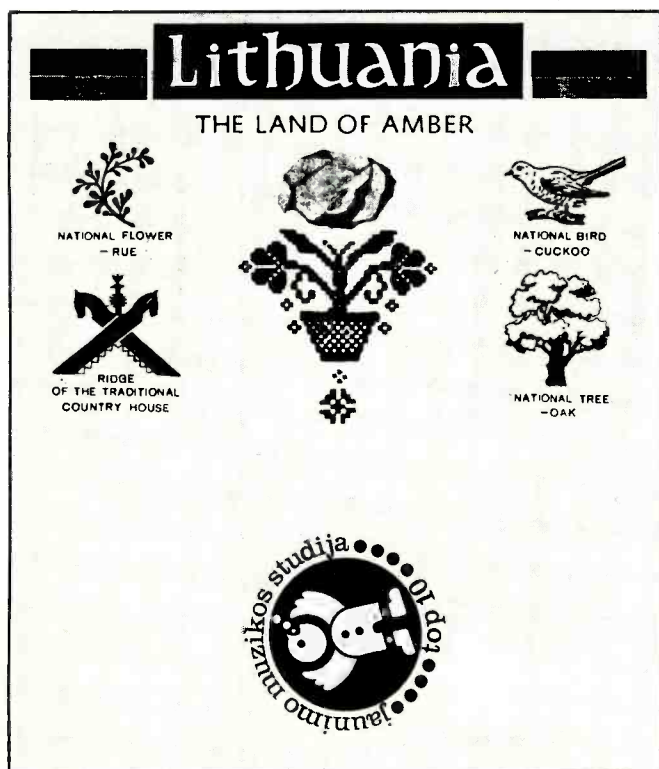 Lithuania
THE LAND OF AMBER
NATIONAL FLOWER
– RUE
NATIONAL BIRD
– CUCKOO
RIDGE
OF THE TRADITIONAL
COUNTRY HOUSE
NATIONAL TREE
–OAK
jaunimo muzikos studija
top 10